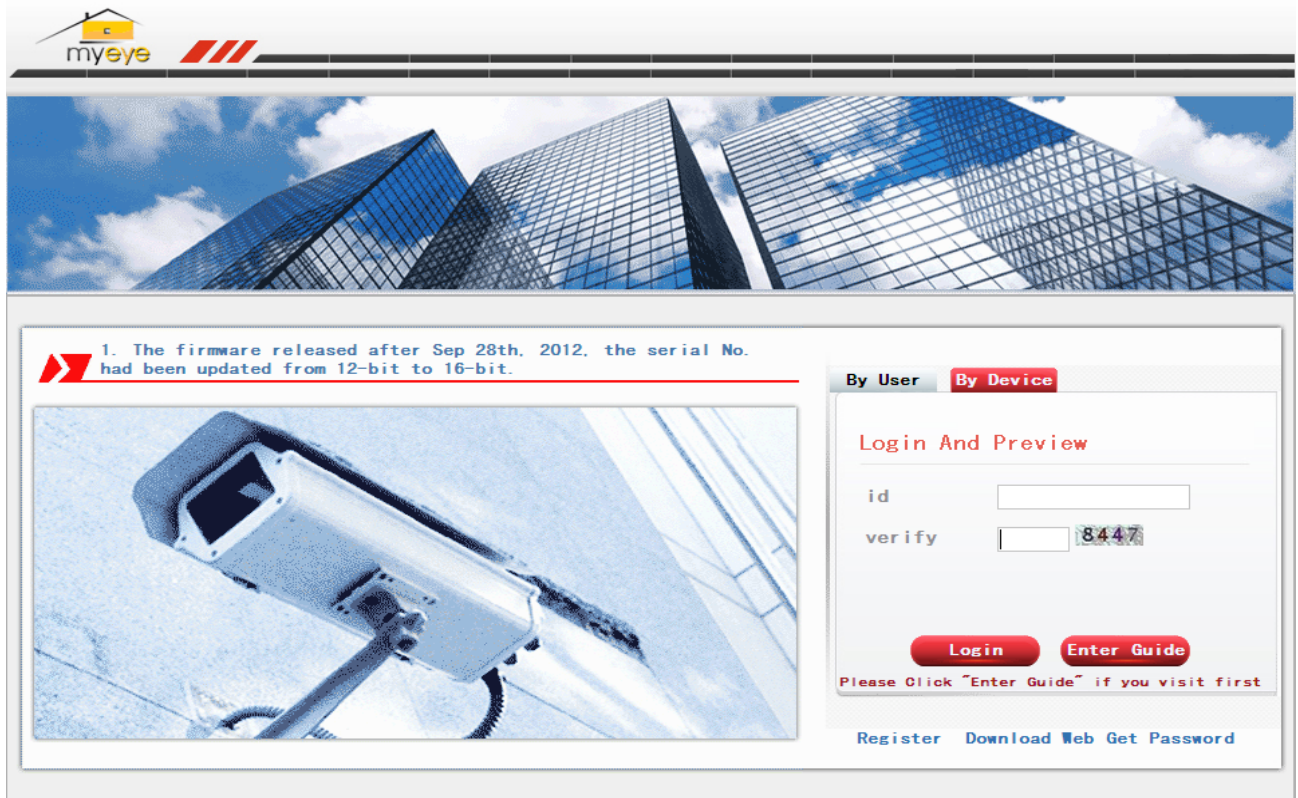 c
myeye
1. The firmware released after Sep 28th, 2012, the serial No.
had been updated from 12-bit to 16-bit.
By User By Device
Login And Preview
id
verify 8447
Login Enter Guide
Please Click "Enter Guide" if you visit first
Register Download Web Get Password